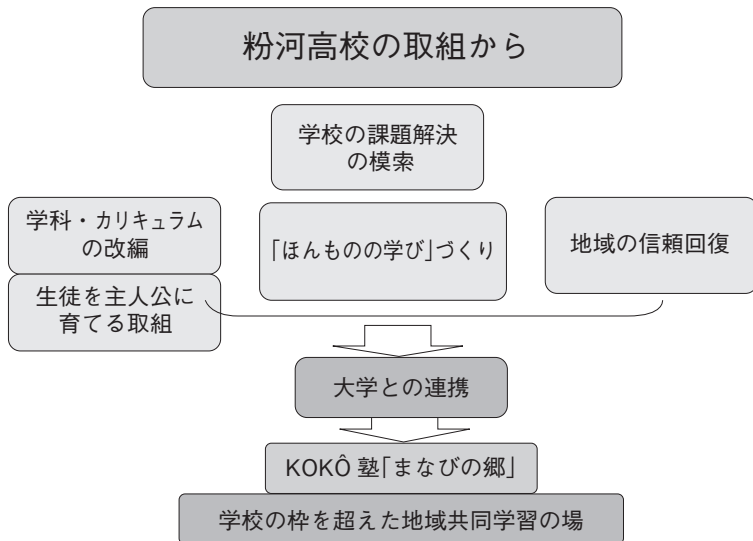 粉河高校の取組から
学校の課題解決
の模索
学科・カリキュラム
の改編
「ほんものの学び」づくり
地域の信頼回復
生徒を主人公に
育てる取組
大学との連携
KOKÔ 塾「まなびの郷」
学校の枠を超えた地域共同学習の場